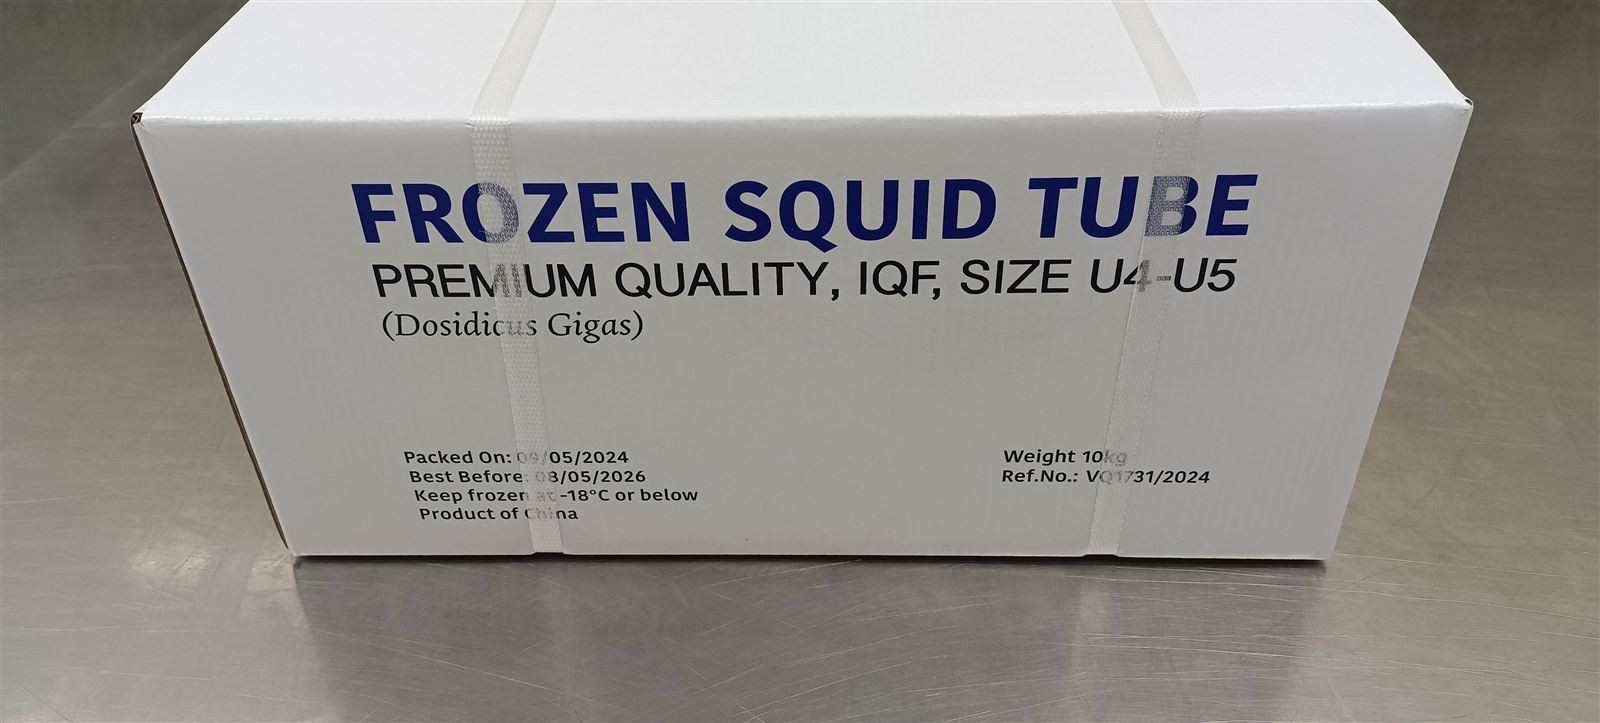 FROZEN SQUID TUBE
PREMIUM QUALITY, IQF, SIZE U4-U5
(Dosidicus Gigas)
Packed On: 09/05/2024
Best Before: 08/05/2026
Keep frozen at -18°C or below
Product of China
Weight 10kg
Ref.No.: VQ1731/2024